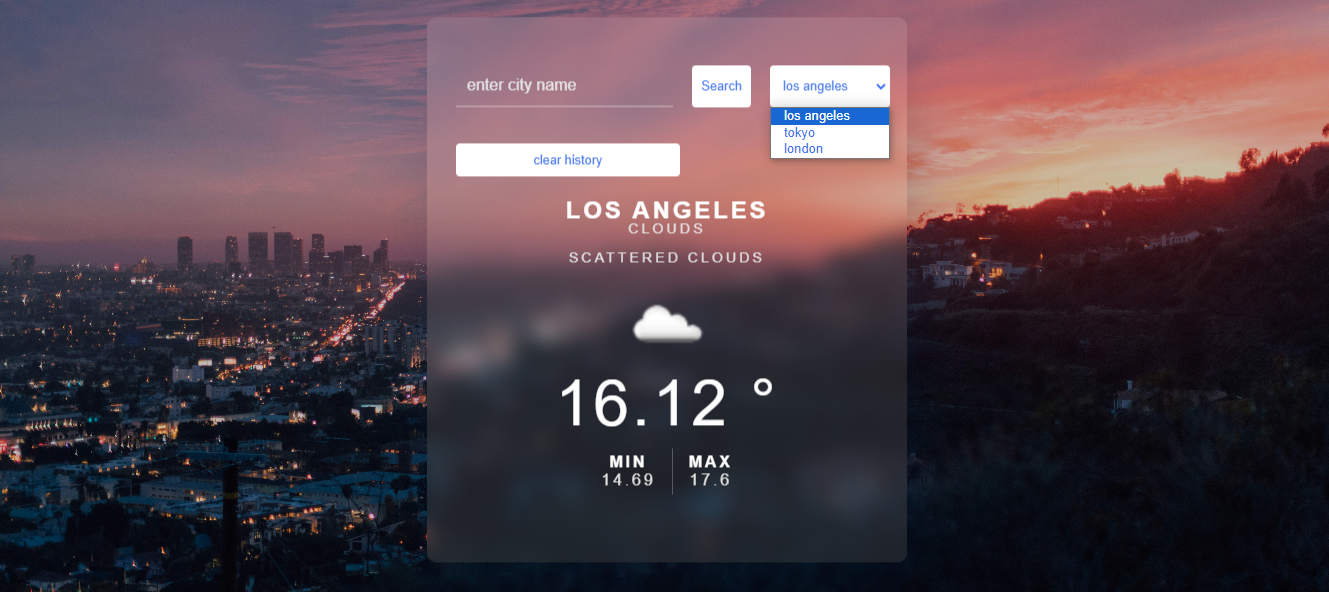 enter city name
Search
los angeles
los angeles
tokyo
london
clear history
LOS ANGELES
CLOUDS
SCATTERED CLOUDS
16.12 °
MIN
14.69
MAX
17.6